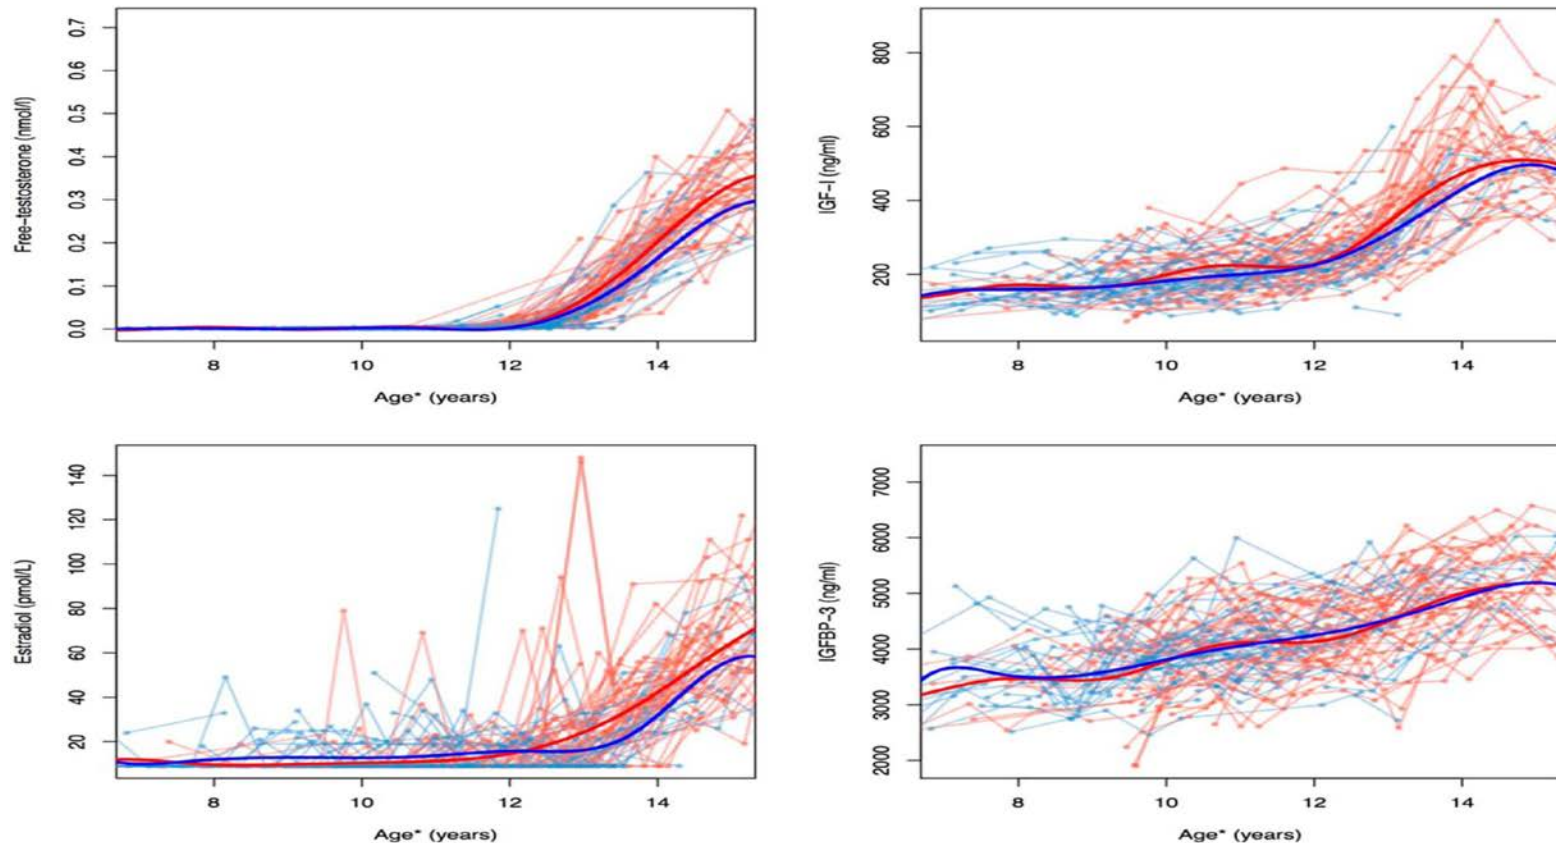 Free-testosterone (nmol/l)
0.7
0.6
0.5
0.4
0.3
0.2
0.1
0.0
8 10 12 14
Age* (years)
IGF-I (ng/ml)
800
600
400
200
8 10 12 14
Age* (years)
Estradiol (pmol/L)
140
120
100
80
60
40
20
8 10 12 14
Age* (years)
IGFBP-3 (ng/ml)
7000
6000
5000
4000
3000
2000
8 10 12 14
Age* (years)